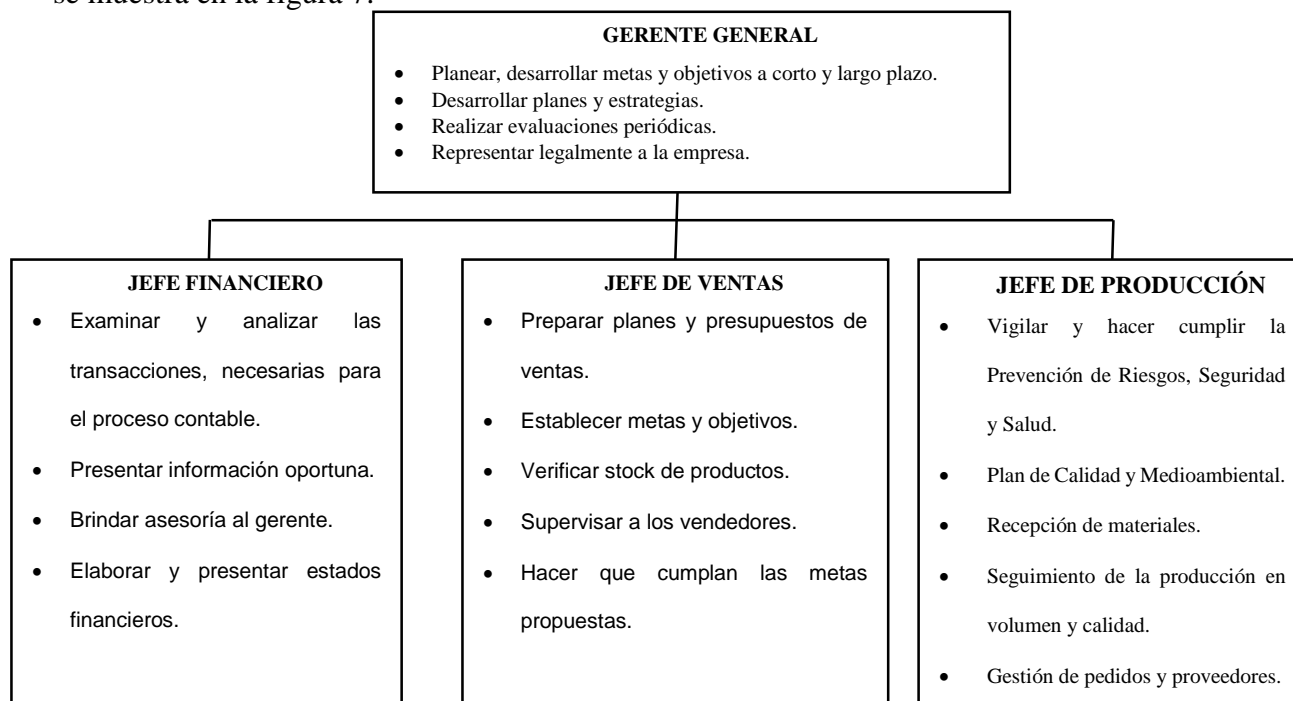 se muestra en la figura 7.
GERENTE GENERAL
• Planear, desarrollar metas y objetivos a corto y largo plazo.
• Desarrollar planes y estrategias.
• Realizar evaluaciones periódicas.
• Representar legalmente a la empresa.
JEFE FINANCIERO
• Examinar y analizar las
transacciones, necesarias para
el proceso contable.
• Presentar información oportuna.
• Brindar asesoría al gerente.
• Elaborar y presentar estados
financieros.
JEFE DE VENTAS
• Preparar planes y presupuestos de
ventas.
• Establecer metas y objetivos.
• Verificar stock de productos.
• Supervisar a los vendedores.
• Hacer que cumplan las metas
propuestas.
JEFE DE PRODUCCIÓN
• Vigilar y hacer cumplir la
Prevención de Riesgos, Seguridad
y Salud.
• Plan de Calidad y Medioambiental.
• Recepción de materiales.
• Seguimiento de la producción en
volumen y calidad.
• Gestión de pedidos y proveedores.